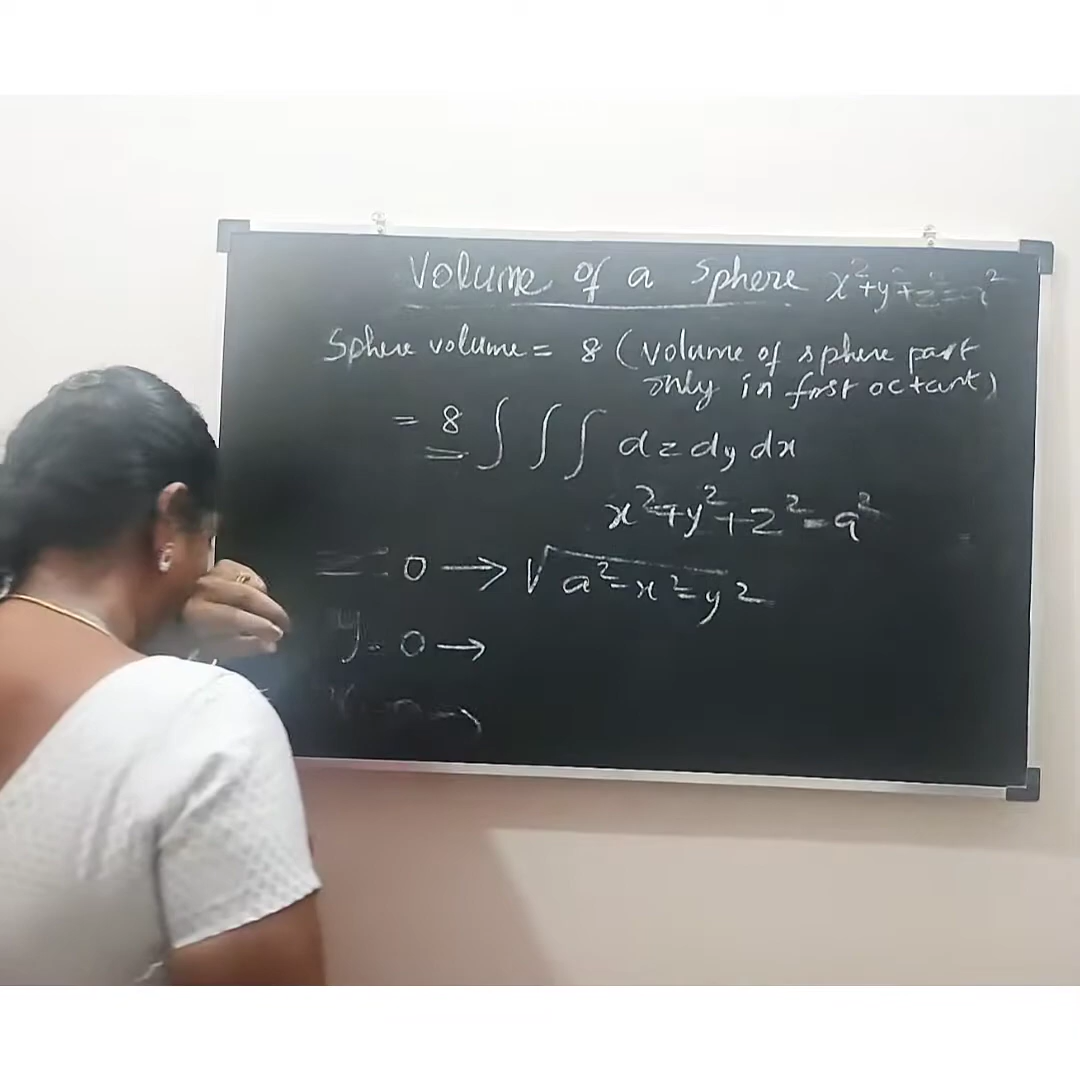 Volume of a sphere x²+y²+z²=a²
Sphere volume = 8 (volume of sphere part
only in first octant)
= 8 ∫ ∫ ∫ dz dy dx
x²+y²+z²=a²
z= 0 → √a²-x²-y²
y= 0 →
x=0→